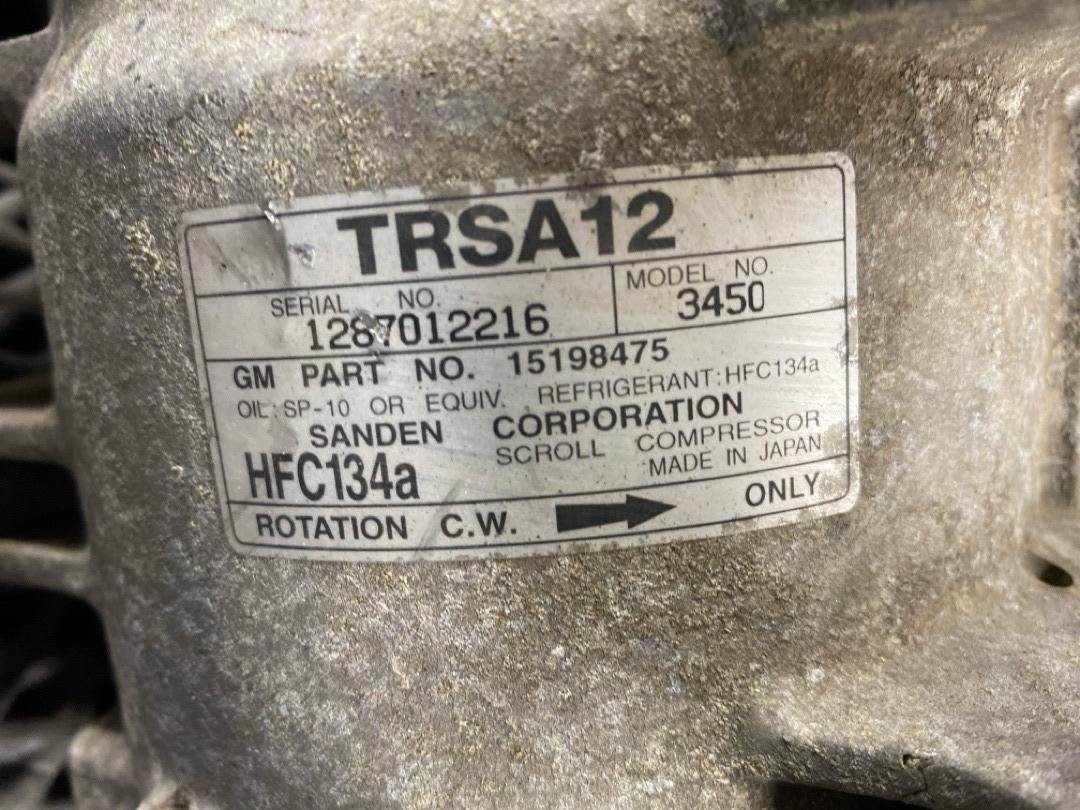 TRSA12
SERIAL NO.
1287012216
MODEL NO.
3450
GM PART NO. 15198475
OIL:SP-10 OR EQUIV. REFRIGERANT:HFC134a
SANDEN CORPORATION
HFC134a
SCROLL COMPRESSOR
MADE IN JAPAN
ROTATION C.W. ONLY